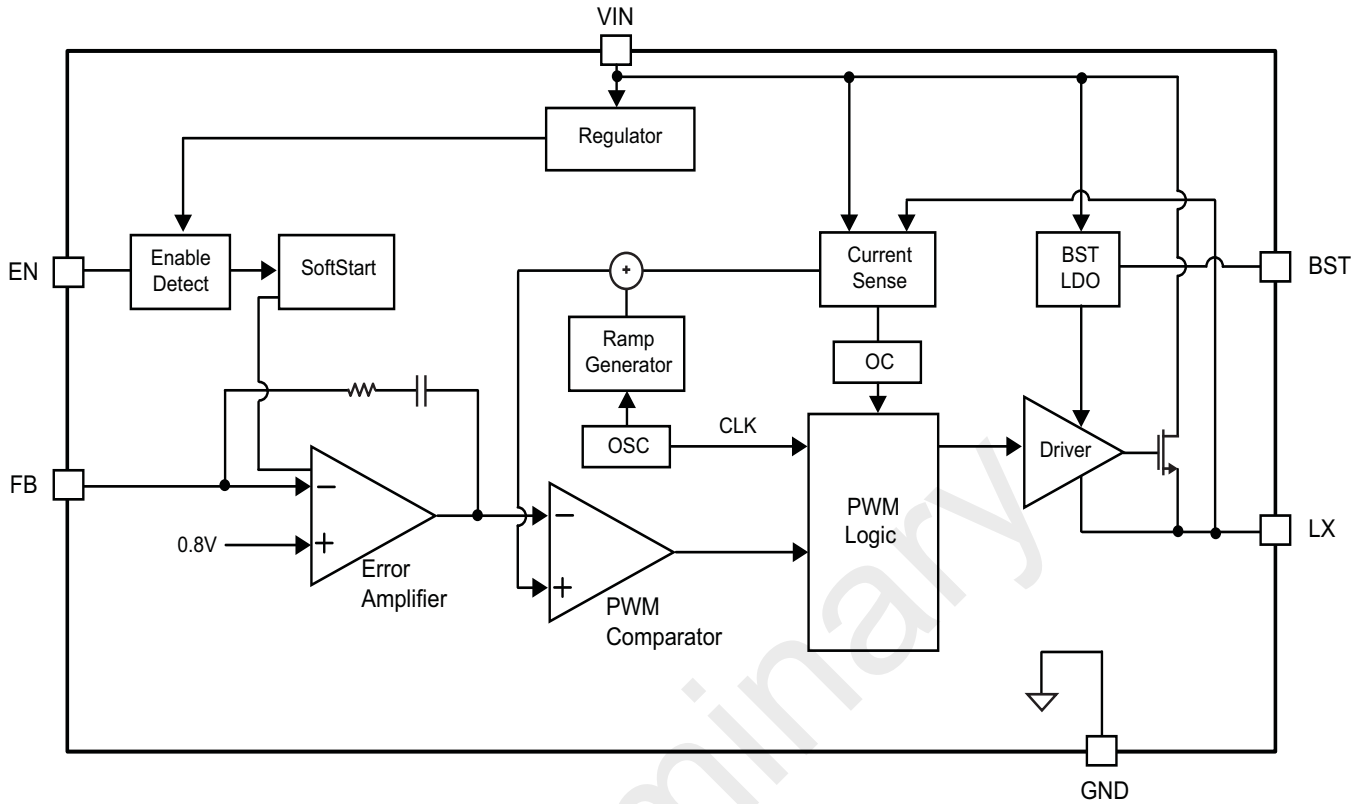 VIN
Regulator
EN
Enable
Detect
SoftStart
+
Current
Sense
BST
LDO
BST
Ramp
Generator
OC
OSC
CLK
Driver
FB
−
0.8V
+
Error
Amplifier
−
+
PWM
Comparator
PWM
Logic
LX
GND